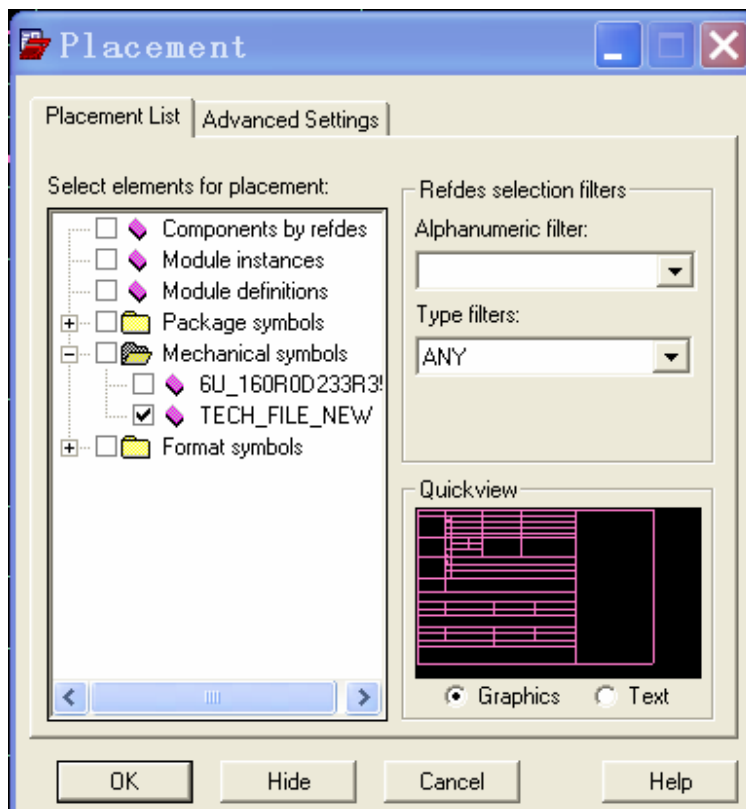 Placement
Placement List
Advanced Settings
Select elements for placement:
Components by refdes
Module instances
Module definitions
Package symbols
Mechanical symbols
TECH_FILE_NEW
Format symbols
Refdes selection filters
Alphanumeric filter:
Type filters:
ANY
Quickview
Graphics
Text
OK
Hide
Cancel
Help